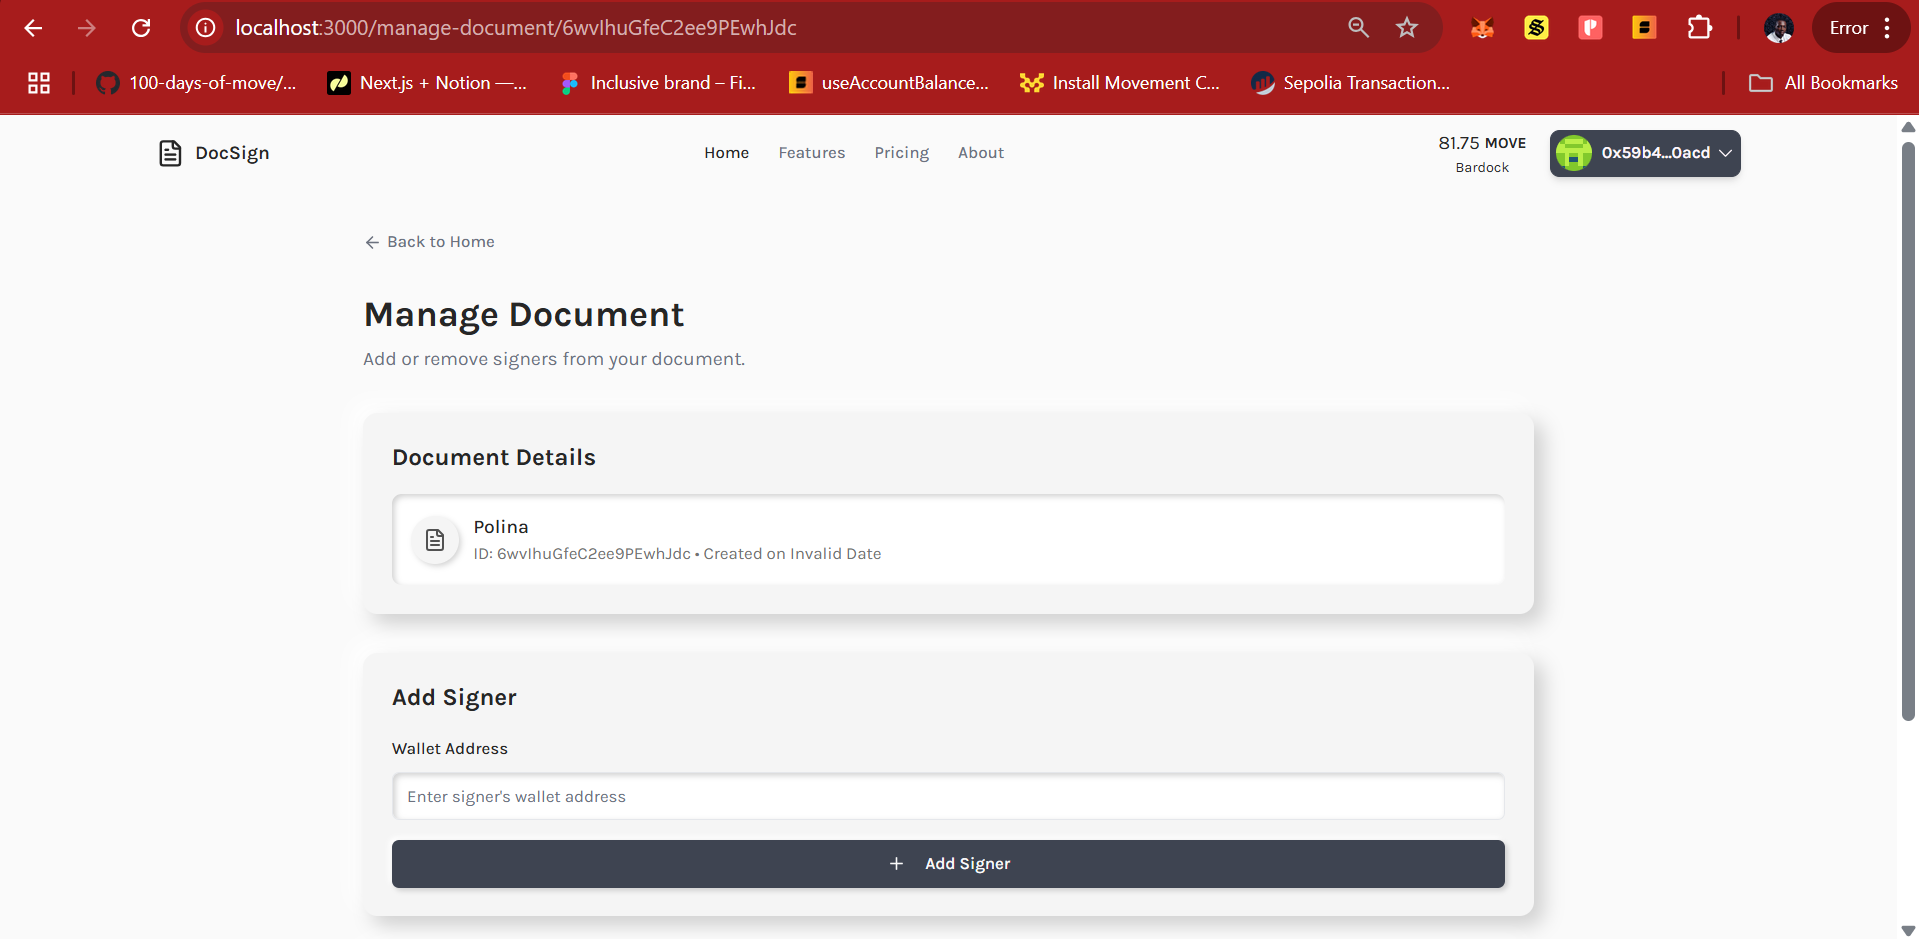 localhost:3000/manage-document/6wvIhuGfeC2ee9PEwhJdc
Error
100-days-of-move/...
Next.js + Notion —...
Inclusive brand – Fi...
useAccountBalance...
Install Movement C...
Sepolia Transaction...
All Bookmarks
DocSign
Home
Features
Pricing
About
81.75 MOVE
Bardock
0x59b4...0acd
Back to Home
Manage Document
Add or remove signers from your document.
Document Details
Polina
ID: 6wvIhuGfeC2ee9PEwhJdc • Created on Invalid Date
Add Signer
Wallet Address
Enter signer's wallet address
Add Signer